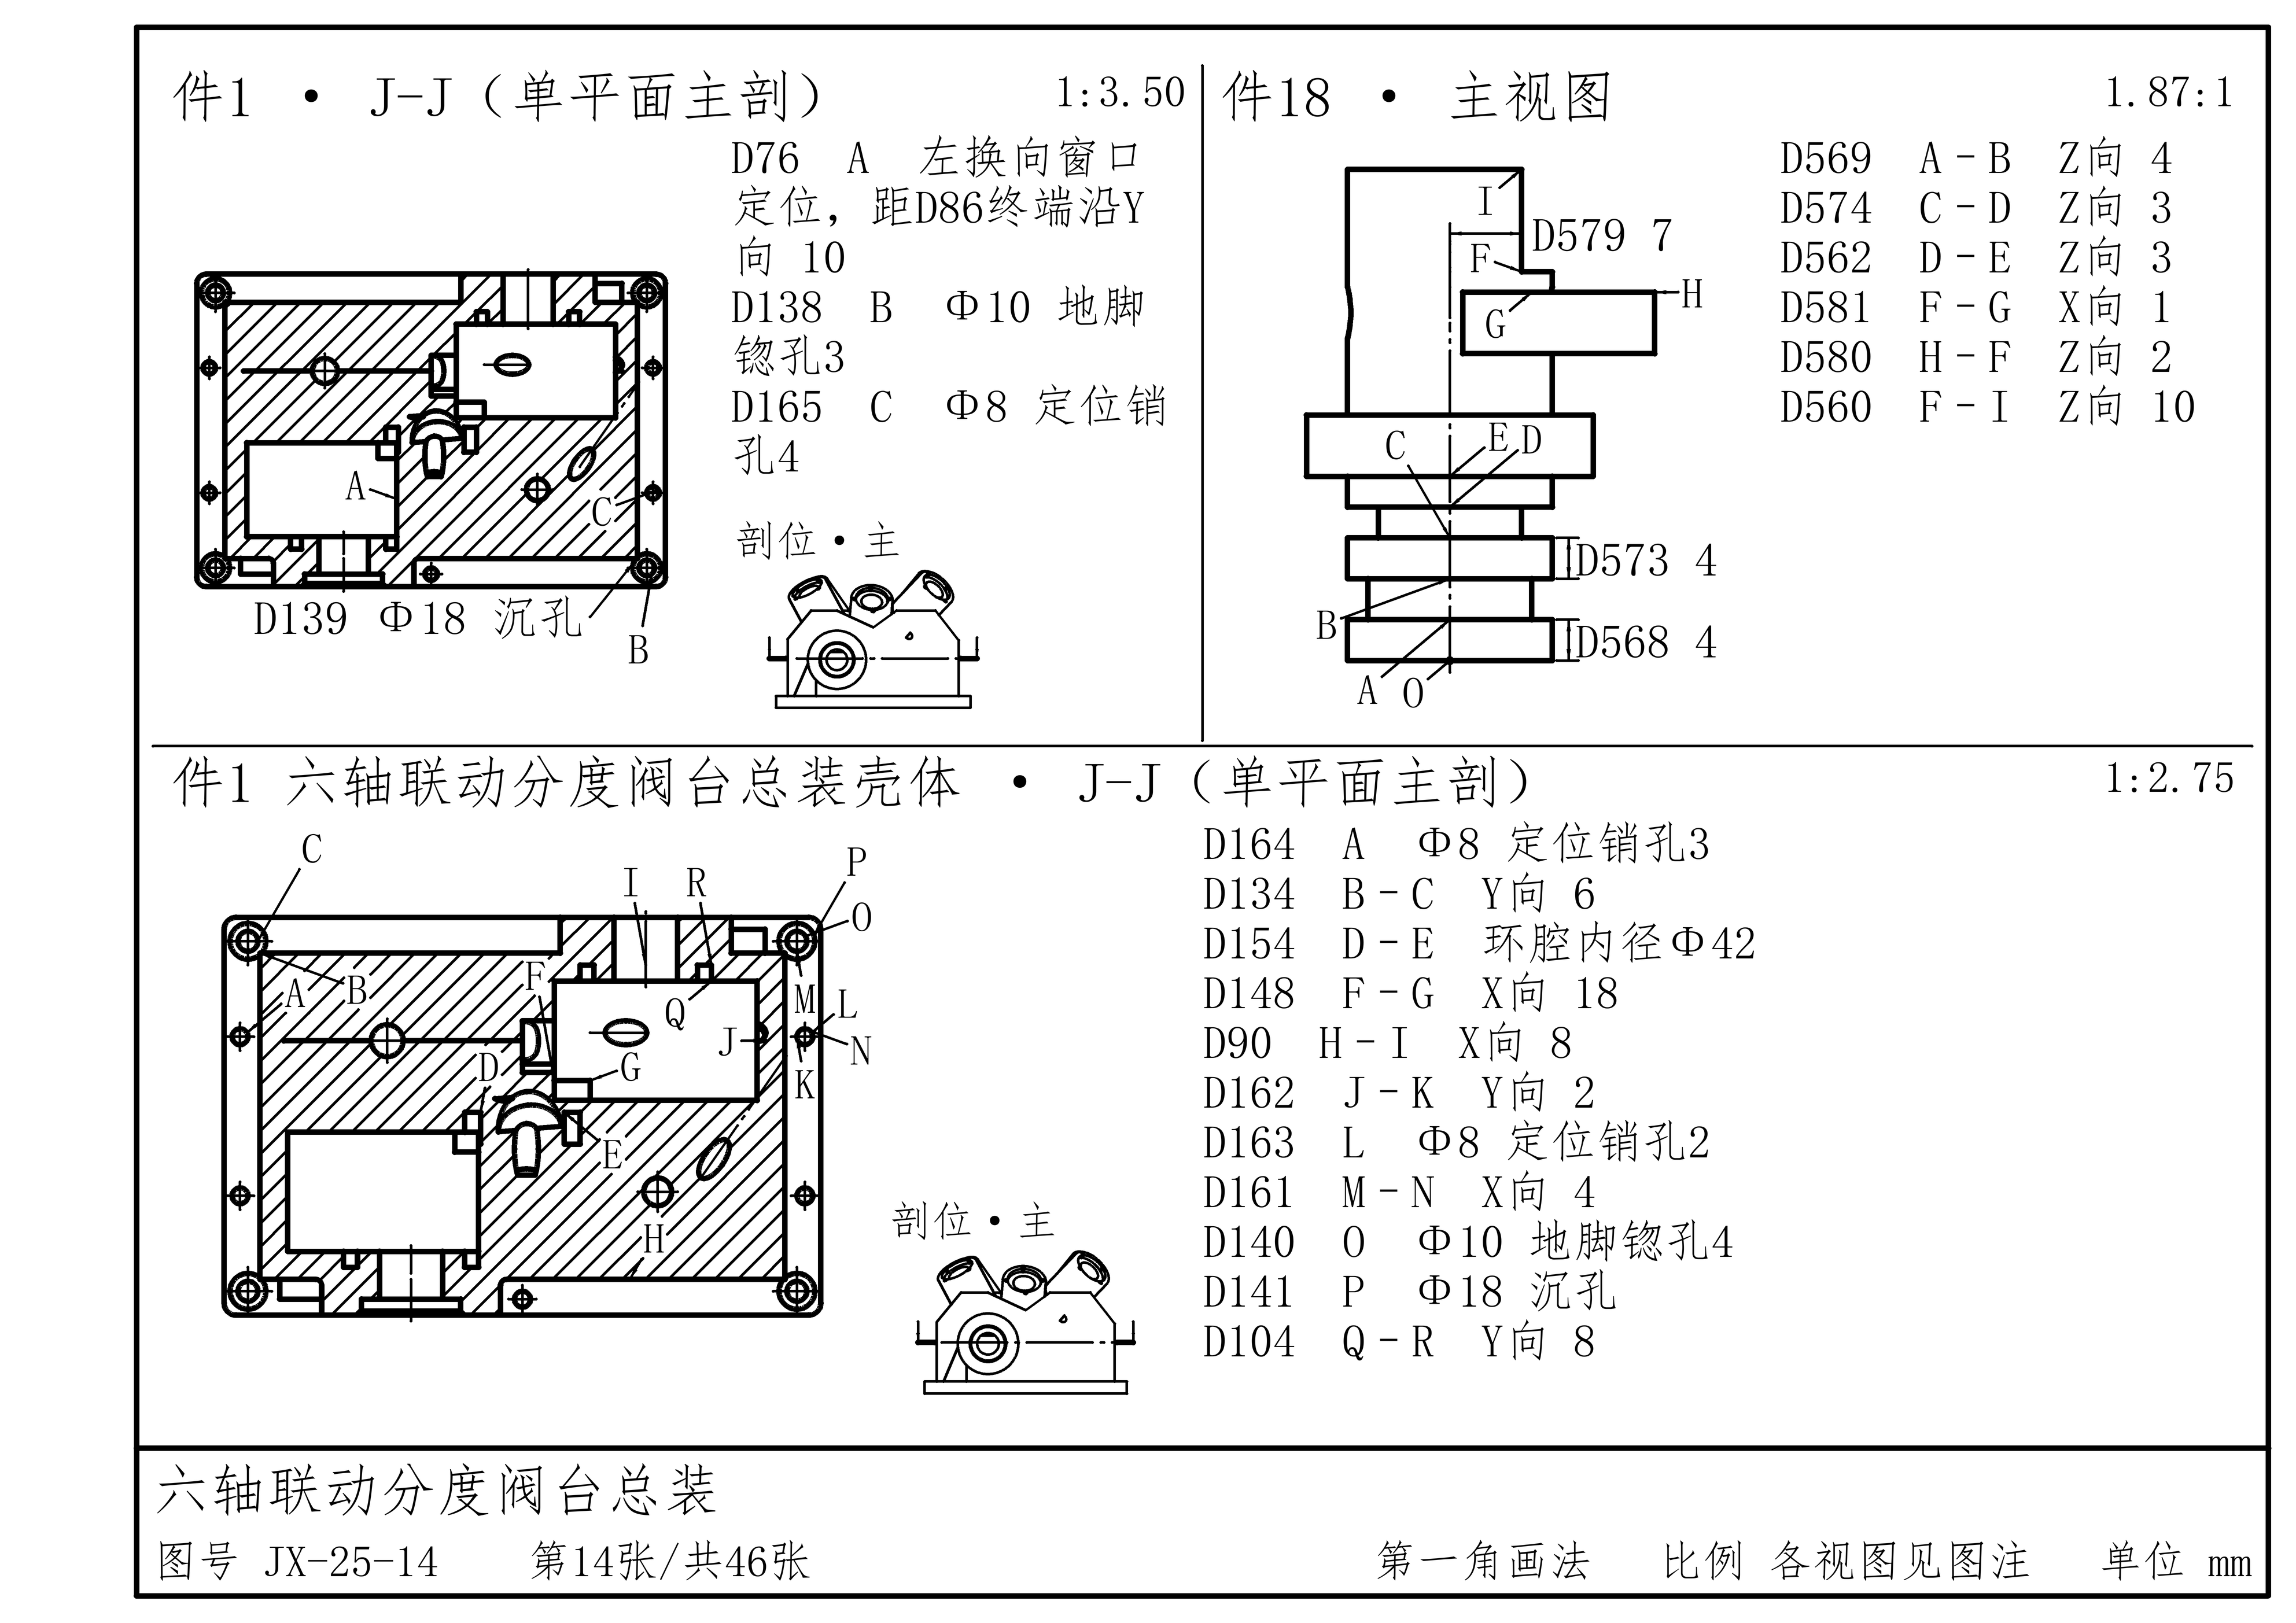 件1 · J-J（单平面主剖） 1:3.50
D76 A 左换向窗口
定位，距D86终端沿Y
向 10
D138 B Φ10 地脚
锪孔3
D165 C Φ8 定位销
孔4
剖位·主
A
C
D139 Φ18 沉孔
B
件18 · 主视图 1.87:1
D569 A-B Z向 4
D574 C-D Z向 3
D562 D-E Z向 3
D581 F-G X向 1
D580 H-F Z向 2
D560 F-I Z向 10
I
D579 7
F
H
G
C E D
D573 4
B
D568 4
A O
件1 六轴联动分度阀台总装壳体 · J-J（单平面主剖） 1:2.75
D164 A Φ8 定位销孔3
D134 B-C Y向 6
D154 D-E 环腔内径Φ42
D148 F-G X向 18
D90 H-I X向 8
D162 J-K Y向 2
D163 L Φ8 定位销孔2
D161 M-N X向 4
D140 O Φ10 地脚锪孔4
D141 P Φ18 沉孔
D104 Q-R Y向 8
C
P
I R
O
F
A B
M L
Q
J N
D G K
E
H
剖位·主
六轴联动分度阀台总装
图号 JX-25-14 第14张/共46张 第一角画法 比例 各视图见图注 单位 mm